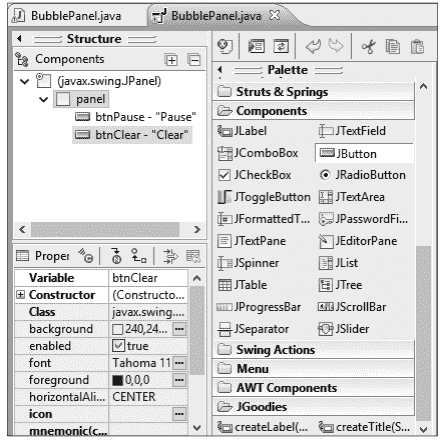 BubblePanel.java
BubblePanel.java
Structure
Components
(javax.swing.JPanel)
panel
btnPause - "Pause"
btnClear - "Clear"
Proper
Variable btnClear
Constructor (Constructo...
Class javax.swing...
background 240,24...
enabled true
font Tahoma 11
foreground 0,0,0
horizontalAli... CENTER
icon
mnemonic(c...
Palette
Struts & Springs
Components
JLabel JTextField
JComboBox JButton
JCheckBox JRadioButton
JToggleButton JTextArea
JFormattedT... JPasswordFi...
JTextPane JEditorPane
JSpinner JList
JTable JTree
JProgressBar JScrollBar
JSeparator JSlider
Swing Actions
Menu
AWT Components
JGoodies
createLabel(... createTitle(S...